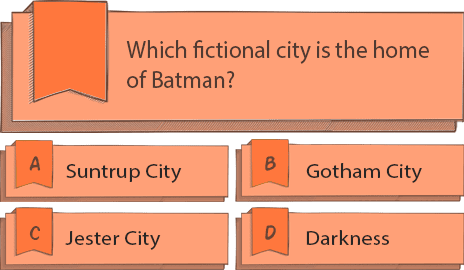 Which fictional city is the home
of Batman?
A Suntrup City
B Gotham City
C Jester City
D Darkness